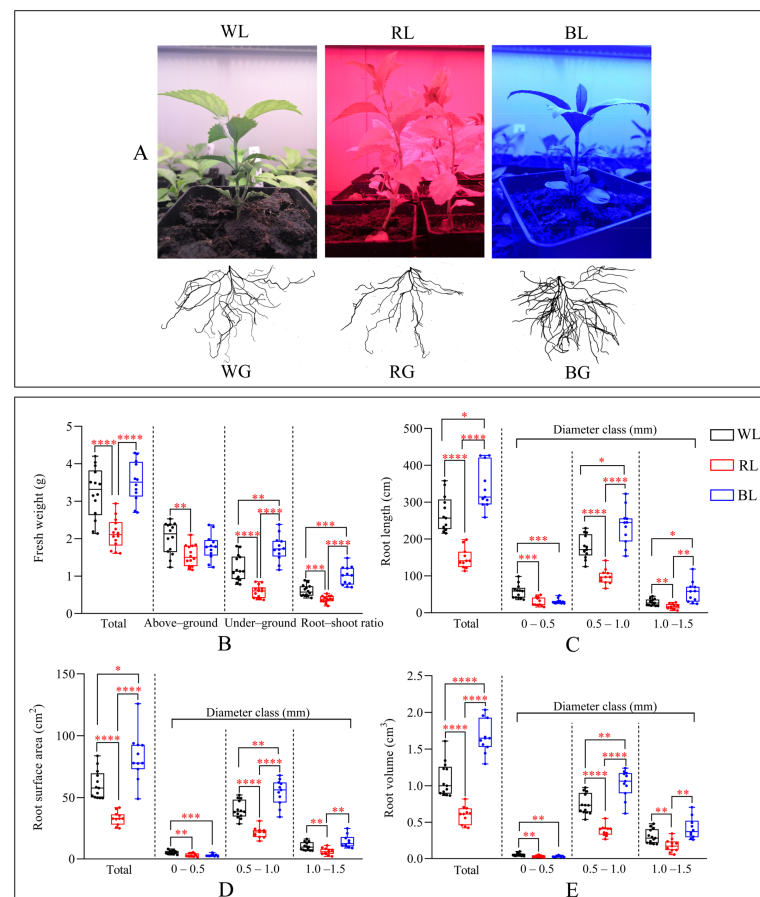 WL RL BL
A
WG RG BG
Fresh weight (g)
5
4
3
2
1
0
**** ****
**
** **** ****
*** *** ****
Total Above–ground Under–ground Root–shoot ratio
B
Root length (cm)
500
400
300
200
100
0
Diameter class (mm)
* **** ****
*** ***
* **** ****
* ** **
Total 0 – 0.5 0.5 – 1.0 1.0 –1.5
C
WL
RL
BL
Root surface area (cm²)
150
100
50
0
Diameter class (mm)
* **** ****
*** **
** **** ****
** **
Total 0 – 0.5 0.5 – 1.0 1.0 – 1.5
D
Root volume (cm³)
2.5
2.0
1.5
1.0
0.5
0.0
Diameter class (mm)
**** **** ****
** **
** **** ****
** **
Total 0 – 0.5 0.5 – 1.0 1.0 – 1.5
E